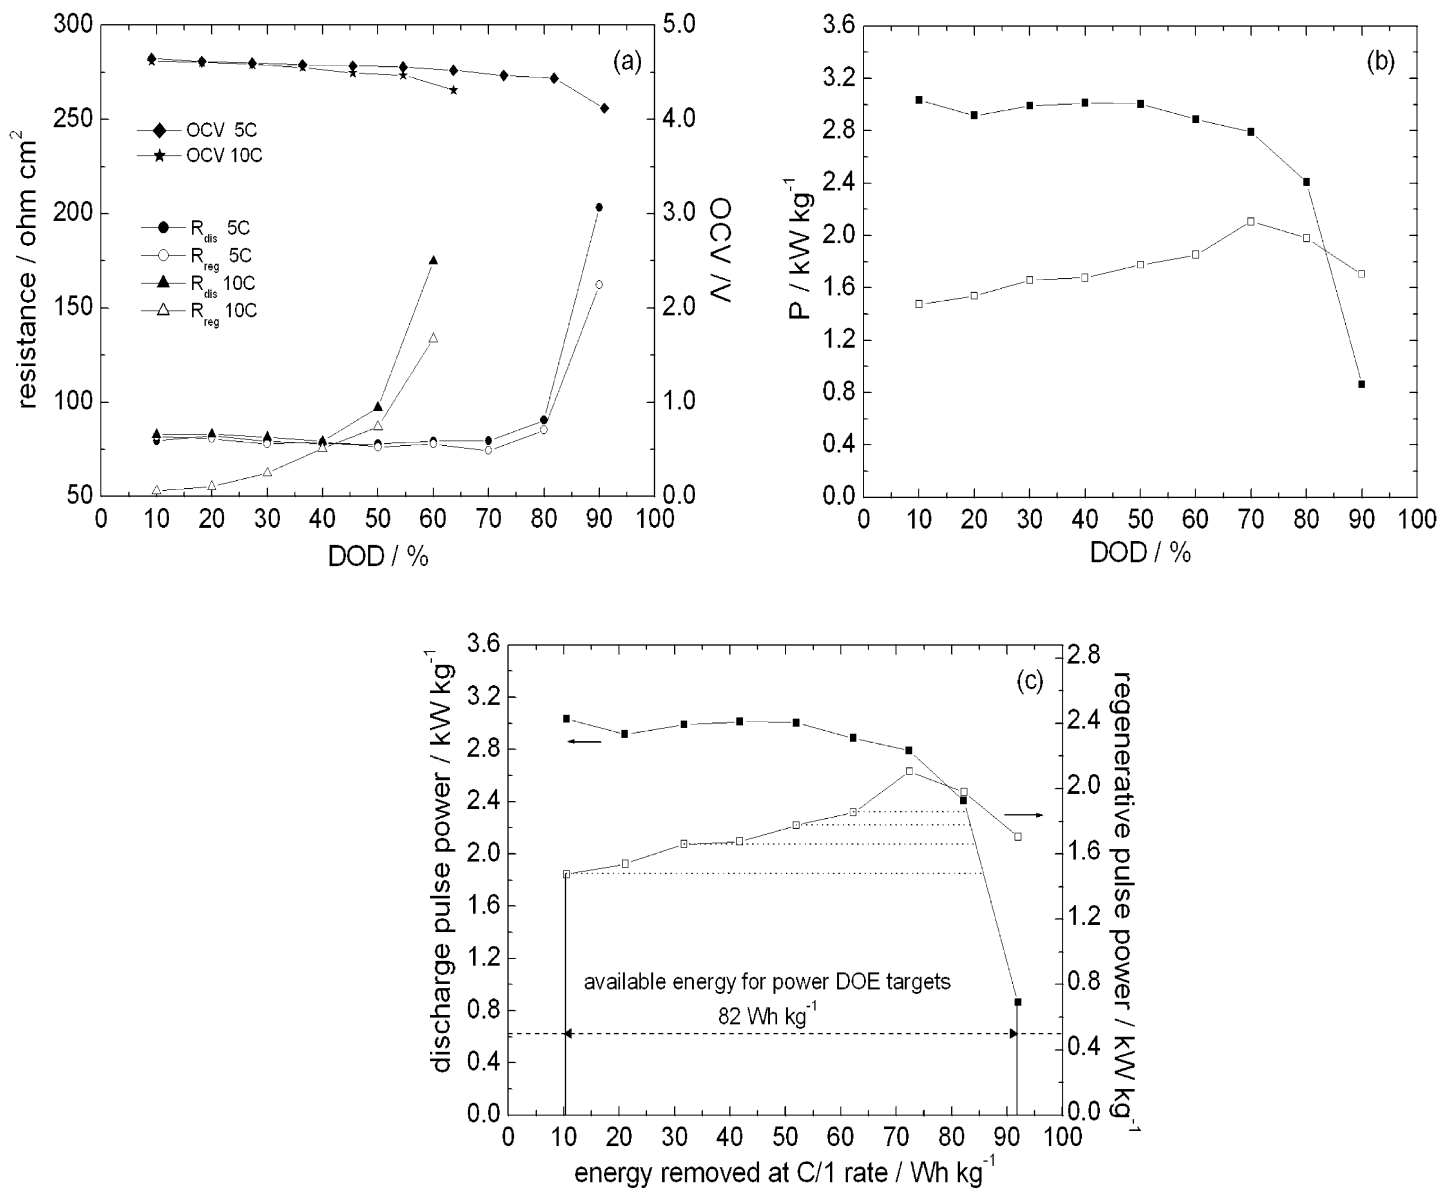 (a)
300
250
200
150
100
50
5.0
4.0
3.0
2.0
1.0
0.0
OCV 5C
OCV 10C
R_dis 5C
R_reg 5C
R_dis 10C
R_reg 10C
resistance / ohm cm²
OCV /V
0 10 20 30 40 50 60 70 80 90 100
DOD / %
(b)
3.6
3.2
2.8
2.4
2.0
1.6
1.2
0.8
0.4
0.0
P / kW kg⁻¹
0 10 20 30 40 50 60 70 80 90 100
DOD / %
(c)
3.6
3.2
2.8
2.4
2.0
1.6
1.2
0.8
0.4
0.0
discharge pulse power / kW kg⁻¹
2.8
2.4
2.0
1.6
1.2
0.8
0.4
0.0
regenerative pulse power / kW kg⁻¹
available energy for power DOE targets
82 Wh kg⁻¹
0 10 20 30 40 50 60 70 80 90 100
energy removed at C/1 rate / Wh kg⁻¹